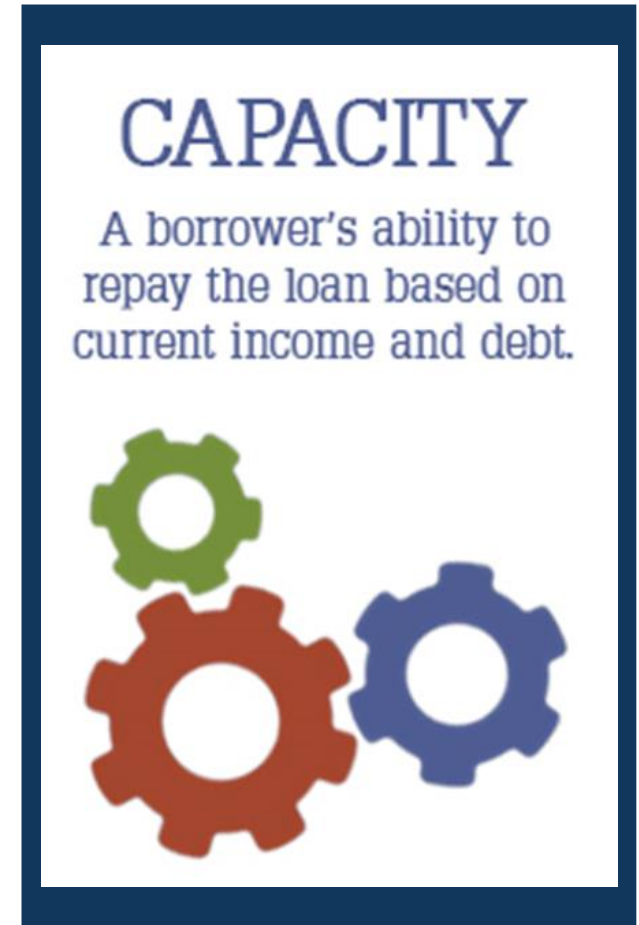 CAPACITY
A borrower's ability to
repay the loan based on
current income and debt.